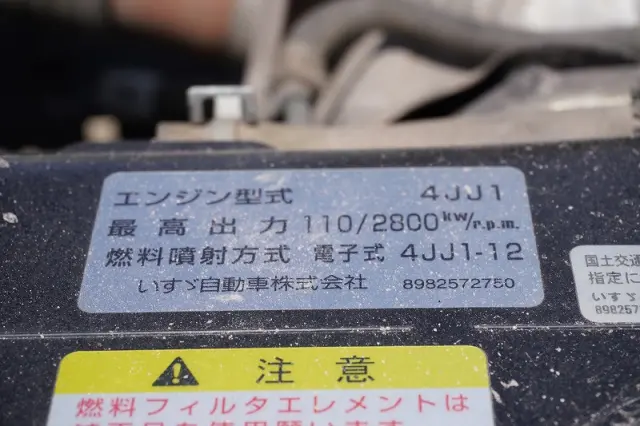 エンジン型式 4JJ1
最高出力 110/2800kw/r.p.m.
燃料噴射方式 電子式 4JJ1-12
いすゞ自動車株式会社 8982572750
国土交通
指定に
いすゞ
898257
注意
燃料フィルタエレメントは